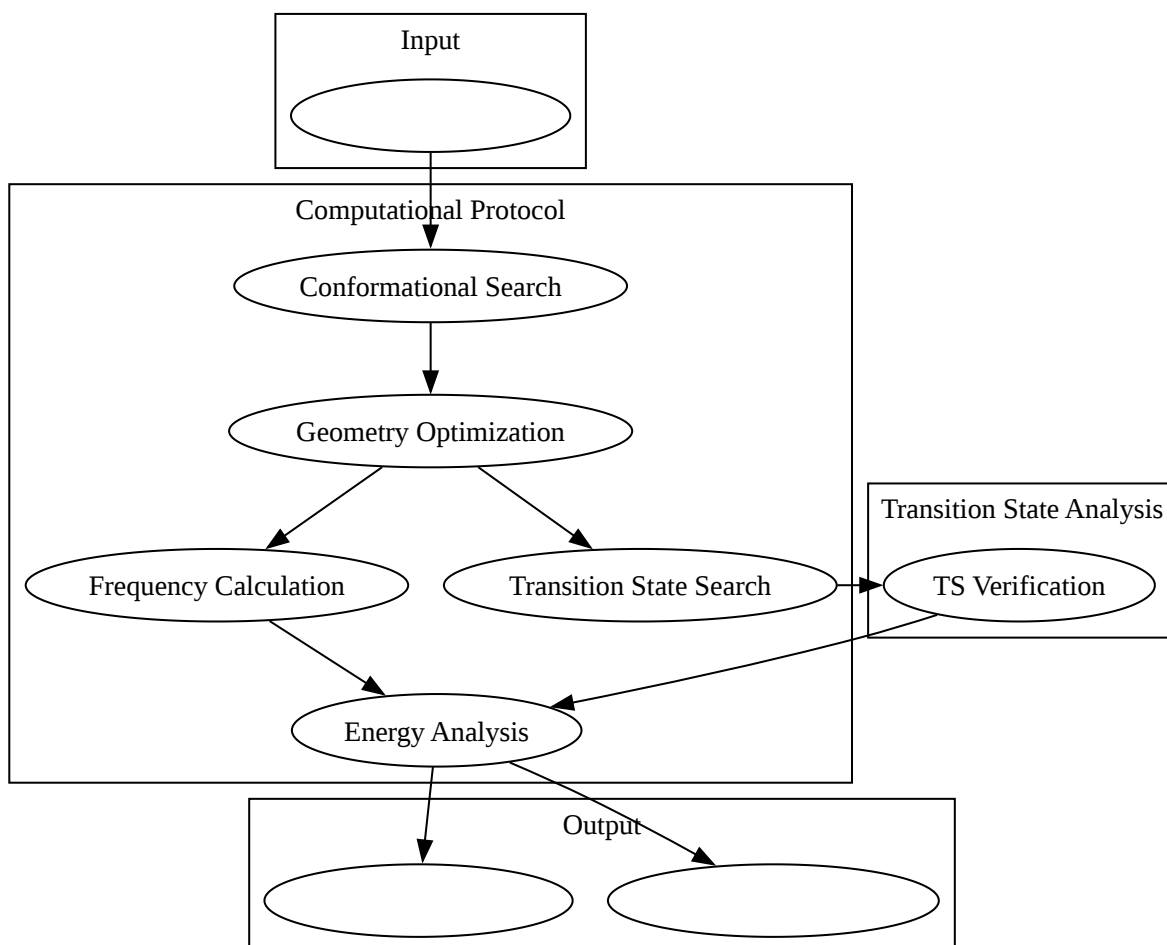 Input
Computational Protocol
Conformational Search
Geometry Optimization
Transition State Analysis
Frequency Calculation
Transition State Search
TS Verification
Energy Analysis
Output